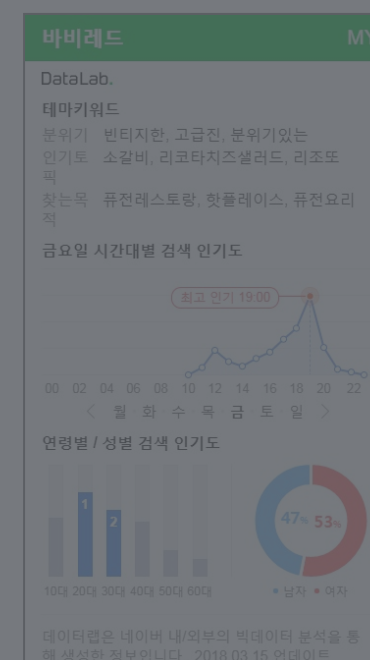 바비레드 MY
DataLab.
테마키워드
분위기 빈티지한, 고급진, 분위기있는
인기토픽 소갈비, 리코타치즈샐러드, 리조또
찾는목적 퓨전레스토랑, 핫플레이스, 퓨전요리
금요일 시간대별 검색 인기도
최고 인기 19:00
00 02 04 06 08 10 12 14 16 18 20 22
월 · 화 · 수 · 목 · 금 · 토 · 일
연령별 / 성별 검색 인기도
1
2
47% 53%
10대 20대 30대 40대 50대 60대
남자 여자
데이터랩은 네이버 내/외부의 빅데이터 분석을 통
해 생성한 정보입니다. 2018.03.15 업데이트